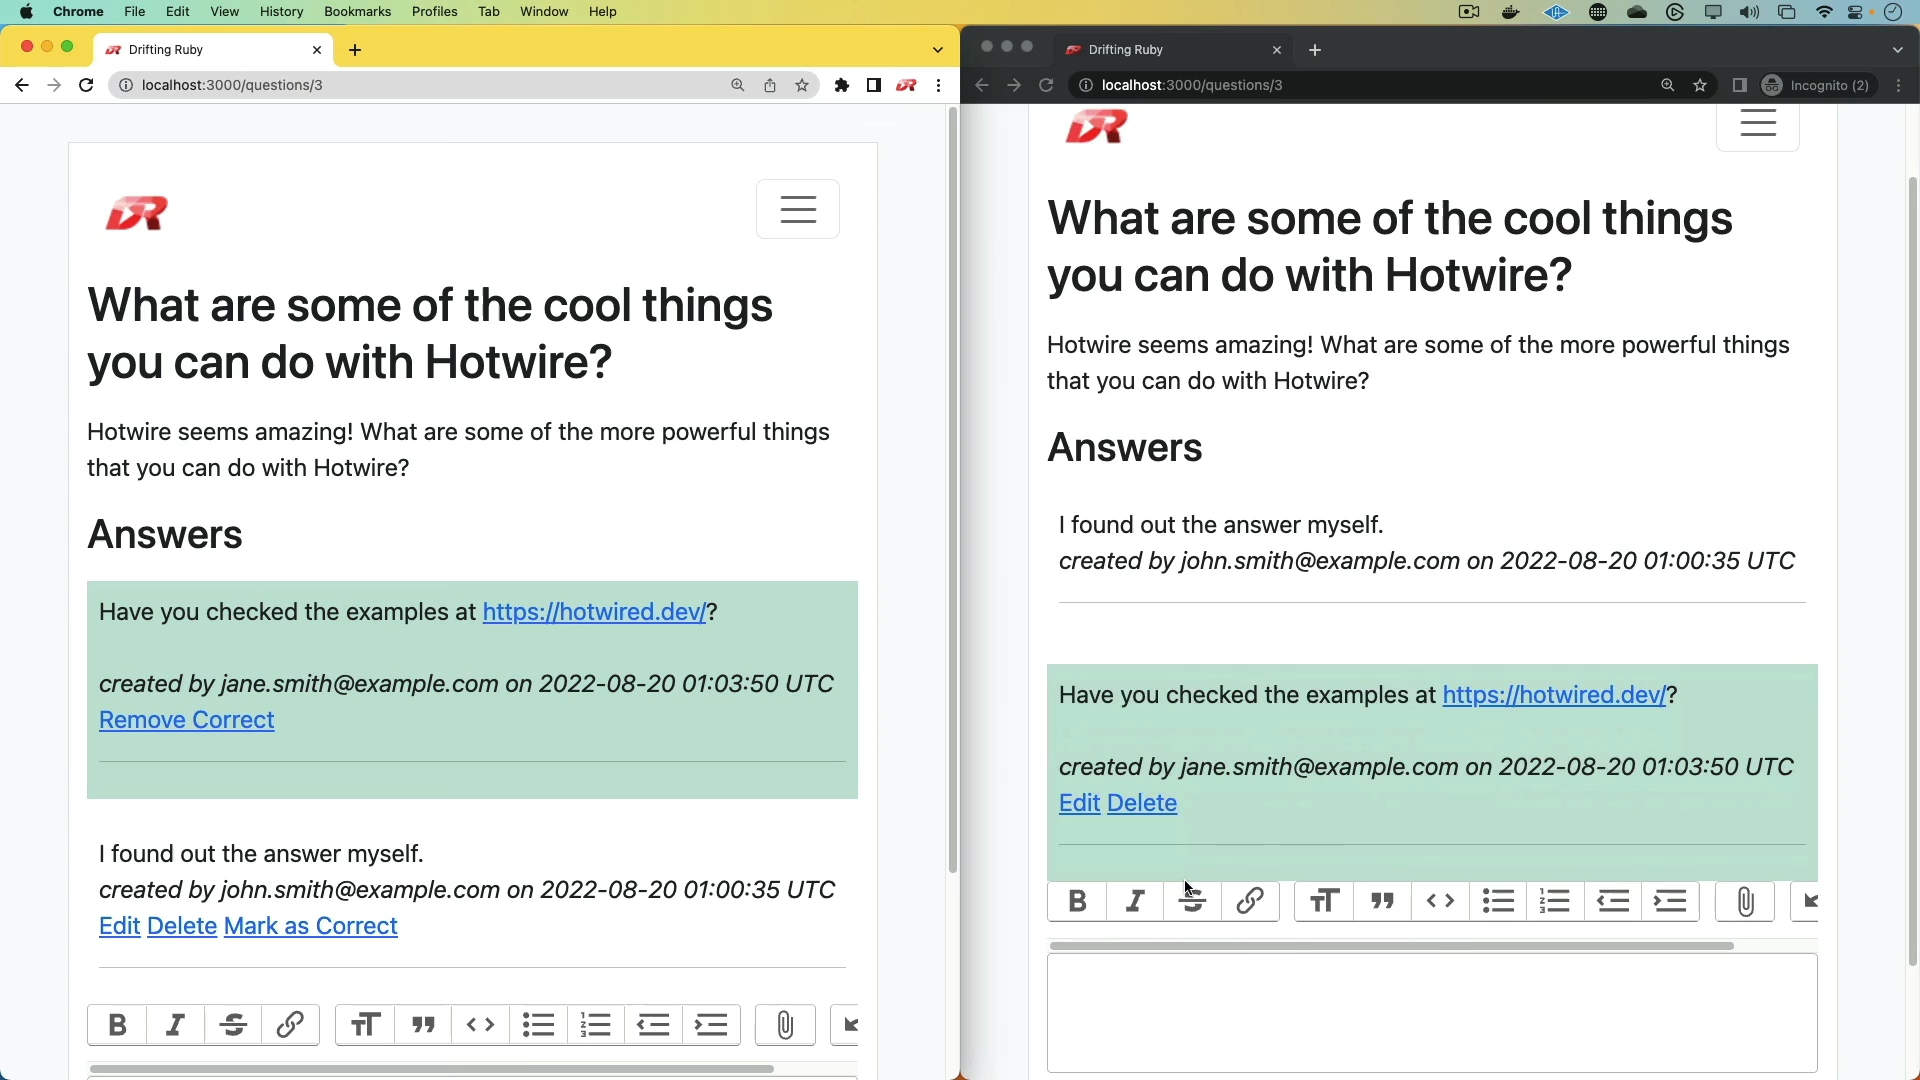 Chrome File Edit View History Bookmarks Profiles Tab Window Help
Drifting Ruby
localhost:3000/questions/3
DR
What are some of the cool things
you can do with Hotwire?
Hotwire seems amazing! What are some of the more powerful things
that you can do with Hotwire?
Answers
Have you checked the examples at https://hotwired.dev/?
created by jane.smith@example.com on 2022-08-20 01:03:50 UTC
Remove Correct
I found out the answer myself.
created by john.smith@example.com on 2022-08-20 01:00:35 UTC
Edit Delete Mark as Correct
Drifting Ruby
localhost:3000/questions/3
Incognito (2)
DR
What are some of the cool things
you can do with Hotwire?
Hotwire seems amazing! What are some of the more powerful things
that you can do with Hotwire?
Answers
I found out the answer myself.
created by john.smith@example.com on 2022-08-20 01:00:35 UTC
Have you checked the examples at https://hotwired.dev/?
created by jane.smith@example.com on 2022-08-20 01:03:50 UTC
Edit Delete